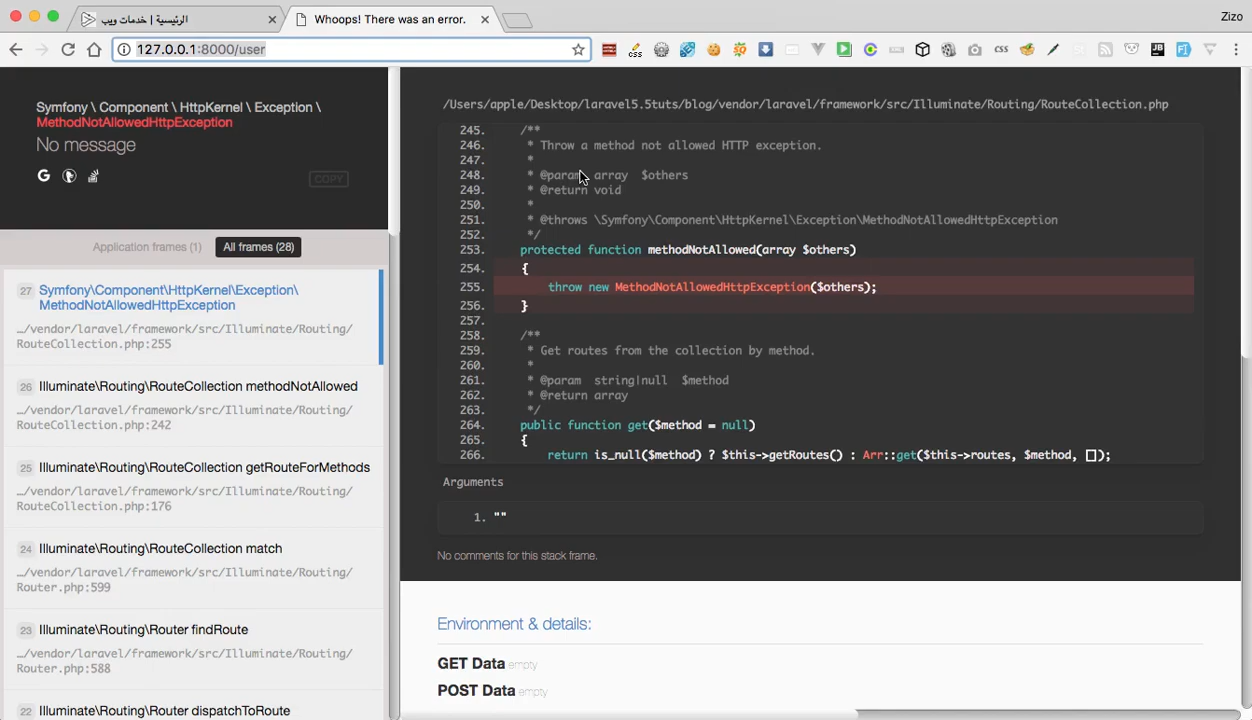 الرئيسية | خدمات ويب
Whoops! There was an error.
Zizo
127.0.0.1:8000/user
Symfony \ Component \ HttpKernel \ Exception \
MethodNotAllowedHttpException
No message
COPY
Application frames (1)
All frames (28)
27 Symfony\Component\HttpKernel\Exception\
MethodNotAllowedHttpException
…/vendor/laravel/framework/src/Illuminate/Routing/
RouteCollection.php:255
26 Illuminate\Routing\RouteCollection methodNotAllowed
…/vendor/laravel/framework/src/Illuminate/Routing/
RouteCollection.php:242
25 Illuminate\Routing\RouteCollection getRouteForMethods
…/vendor/laravel/framework/src/Illuminate/Routing/
RouteCollection.php:176
24 Illuminate\Routing\RouteCollection match
…/vendor/laravel/framework/src/Illuminate/Routing/
Router.php:599
23 Illuminate\Routing\Router findRoute
…/vendor/laravel/framework/src/Illuminate/Routing/
Router.php:588
22 Illuminate\Routing\Router dispatchToRoute
/Users/apple/Desktop/laravel5.5tuts/blog/vendor/laravel/framework/src/Illuminate/Routing/RouteCollection.php
245. /**
246. * Throw a method not allowed HTTP exception.
247. *
248. * @param array $others
249. * @return void
250. *
251. * @throws \Symfony\Component\HttpKernel\Exception\MethodNotAllowedHttpException
252. */
253. protected function methodNotAllowed(array $others)
254. {
255. throw new MethodNotAllowedHttpException($others);
256. }
257.
258. /**
259. * Get routes from the collection by method.
260. *
261. * @param string|null $method
262. * @return array
263. */
264. public function get($method = null)
265. {
266. return is_null($method) ? $this->getRoutes() : Arr::get($this->routes, $method, []);
Arguments
1. ""
No comments for this stack frame.
Environment & details:
GET Data empty
POST Data empty